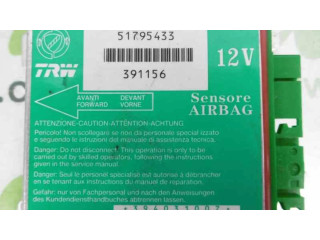 51795433
TRW
391156
12V
AVANTI DEVANT
FORWARD VORNE
Sensore
AIRBAG
ATTENZIONE-CAUTION-ATTENTION-ACHTUNG
Pericolo! Non scollegare se non da personale specializzato
e seguendo le istruzioni del manuale di assistenza tecnica.
Danger: Do not disconnect. This operation is only to be
carried out by skilled operators, following the instructions
given in the service manual.
Danger: Seul le personnel spécialisé est autorisé a debrancher
en se tenant aux instructions du manuel de réparation.
Gefahr: nur von Fachpersonal und nach den Anweisungen
des Kundendiensthandbuches abtrennen lassen.